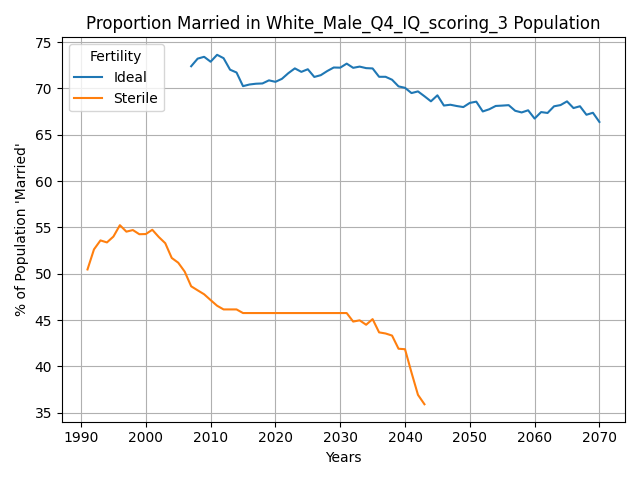 Proportion Married in White_Male_Q4_IQ_scoring_3 Population
% of Population 'Married'
75
70
65
60
55
50
45
40
35
Fertility
Ideal
Sterile
1990 2000 2010 2020 2030 2040 2050 2060 2070
Years